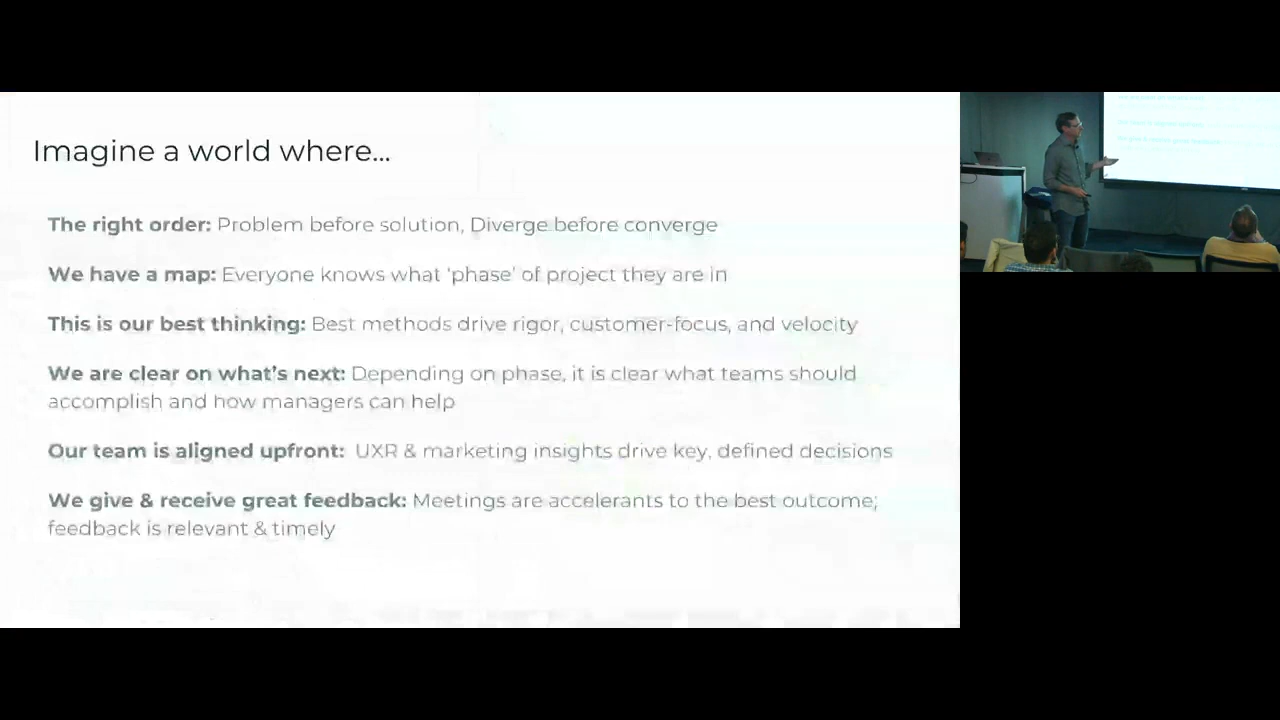 Imagine a world where...
The right order: Problem before solution, Diverge before converge
We have a map: Everyone knows what ‘phase’ of project they are in
This is our best thinking: Best methods drive rigor, customer-focus, and velocity
We are clear on what’s next: Depending on phase, it is clear what teams should
accomplish and how managers can help
Our team is aligned upfront:  UXR & marketing insights drive key, defined decisions
We give & receive great feedback: Meetings are accelerants to the best outcome;
feedback is relevant & timely